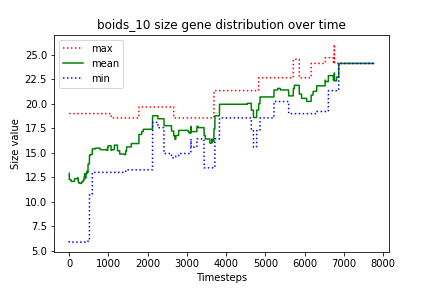 boids_10 size gene distribution over time
max
mean
min
25.0
22.5
20.0
17.5
15.0
12.5
10.0
7.5
5.0
Size value
0 1000 2000 3000 4000 5000 6000 7000 8000
Timesteps